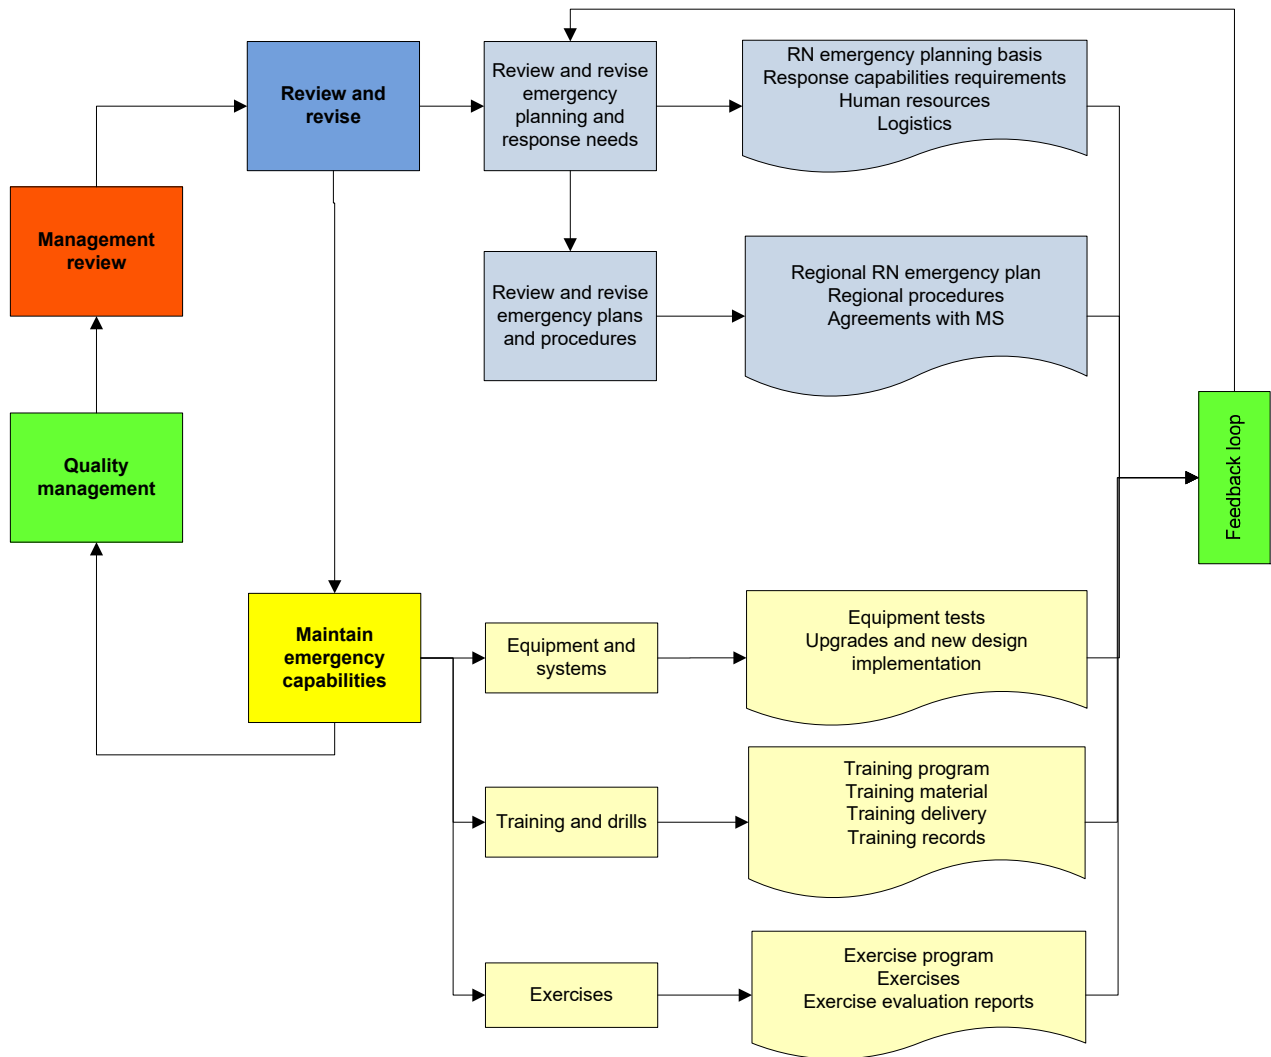 Review and
revise
Review and revise
emergency
planning and
response needs
RN emergency planning basis
Response capabilities requirements
Human resources
Logistics
Management
review
Review and revise
emergency plans
and procedures
Regional RN emergency plan
Regional procedures
Agreements with MS
Quality
management
Feedback loop
Maintain
emergency
capabilities
Equipment and
systems
Equipment tests
Upgrades and new design
implementation
Training and drills
Training program
Training material
Training delivery
Training records
Exercises
Exercise program
Exercises
Exercise evaluation reports